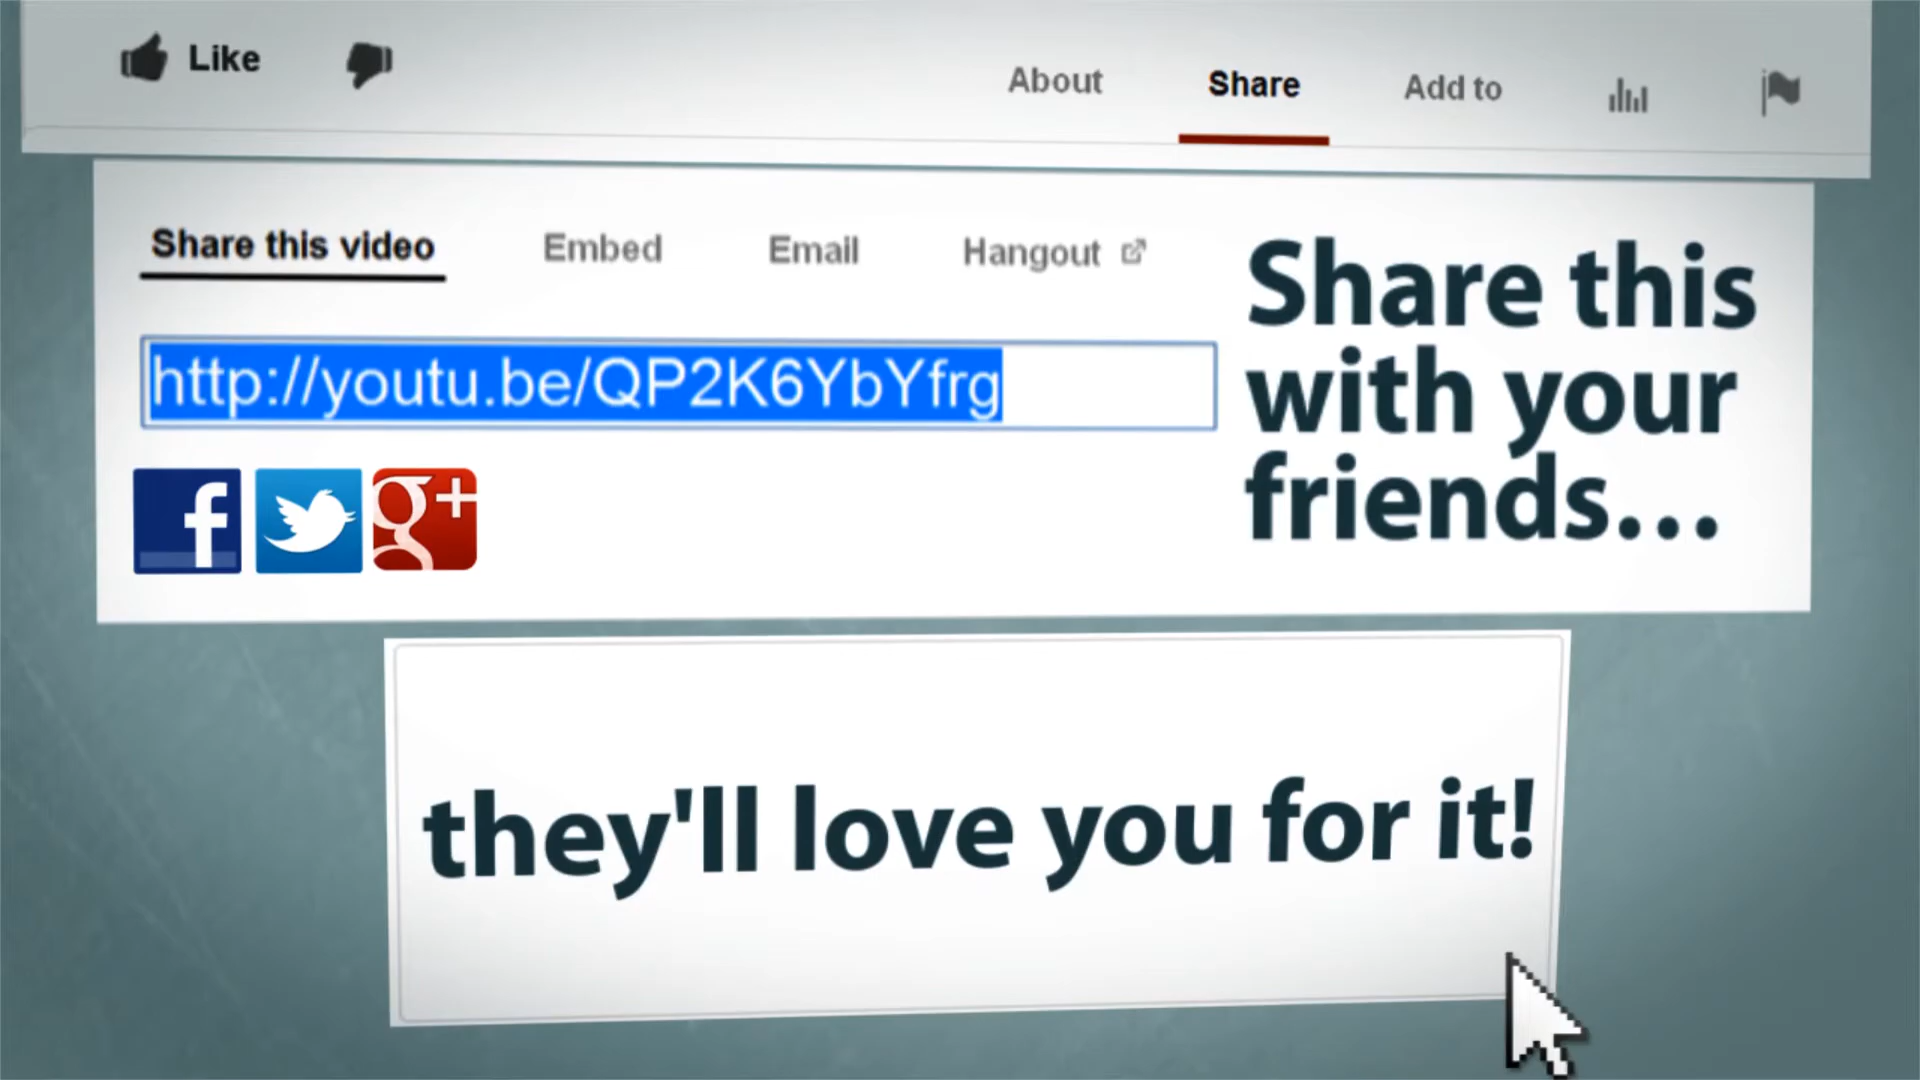 Like
About
Share
Add to
Share this video
Embed
Email
Hangout
http://youtu.be/QP2K6YbYfrg
f
g+
Share this
with your
friends...
they'll love you for it!